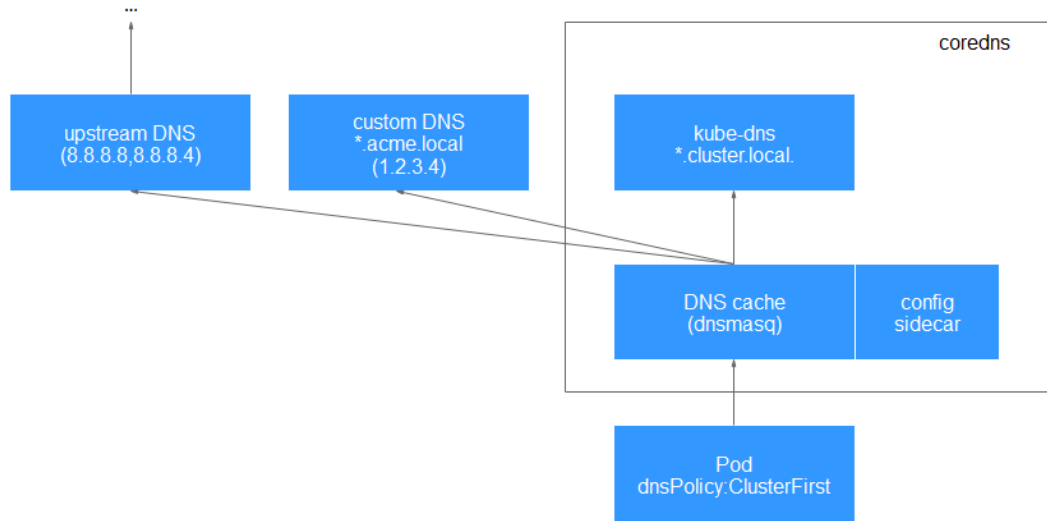 ...
coredns
upstream DNS
(8.8.8.8,8.8.8.4)
custom DNS
*.acme.local
(1.2.3.4)
kube-dns
*.cluster.local.
DNS cache
(dnsmasq)
config
sidecar
Pod
dnsPolicy:ClusterFirst